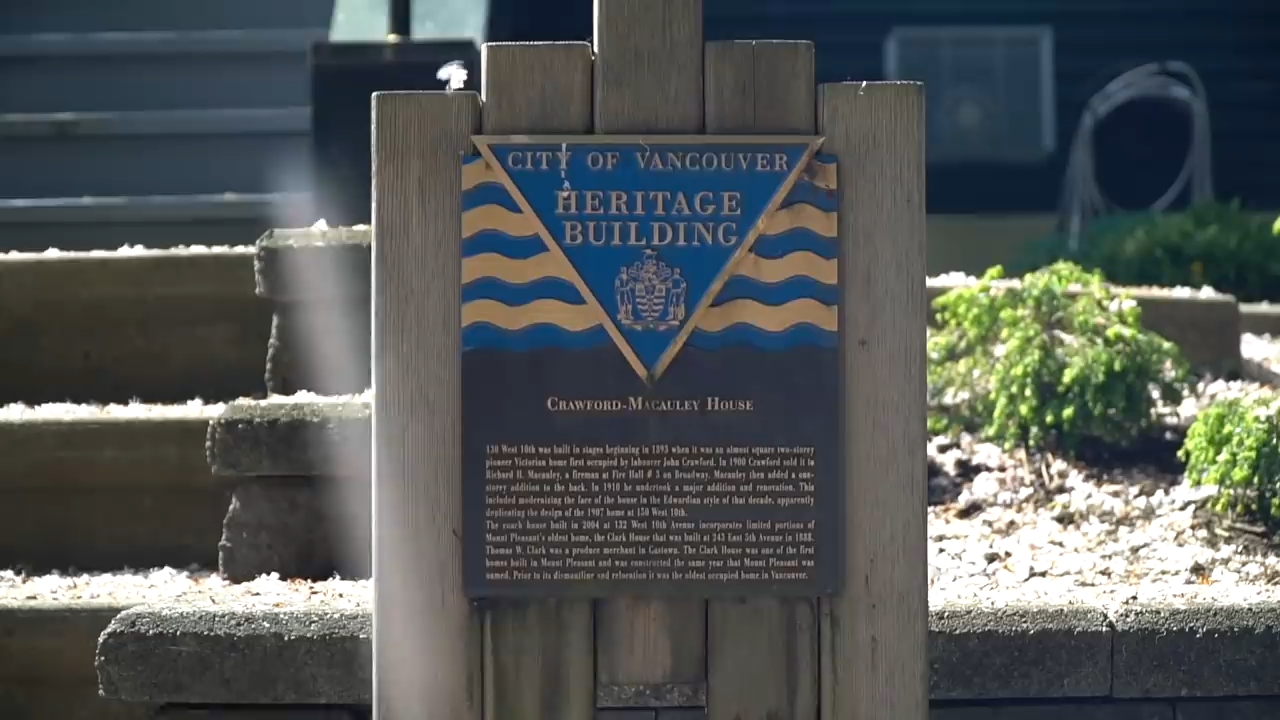 CITY OF VANCOUVER
HERITAGE
BUILDING
CRAWFORD-MACAULEY HOUSE
130 West 10th was built in stages beginning in 1893 when it was an almost square two-storey
pioneer Victorian home first occupied by labourer John Crawford. In 1900 Crawford sold it to
Richard H. Macauley, a fireman at Fire Hall # 3 on Broadway. Macauley then added a one-
storey addition to the back. In 1910 he undertook a major addition and renovation. This
included modernizing the face of the house in the Edwardian style of that decade, apparently
duplicating the design of the 1907 home at 150 West 10th.
The coach house built in 2004 at 132 West 10th Avenue incorporates limited portions of
Mount Pleasant's oldest home, the Clark House that was built at 243 East 5th Avenue in 1888.
Thomas W. Clark was a produce merchant in Gastown. The Clark House was one of the first
homes built in Mount Pleasant and was constructed the same year that Mount Pleasant was
named. Prior to its dismantling and relocation it was the oldest occupied home in Vancouver.